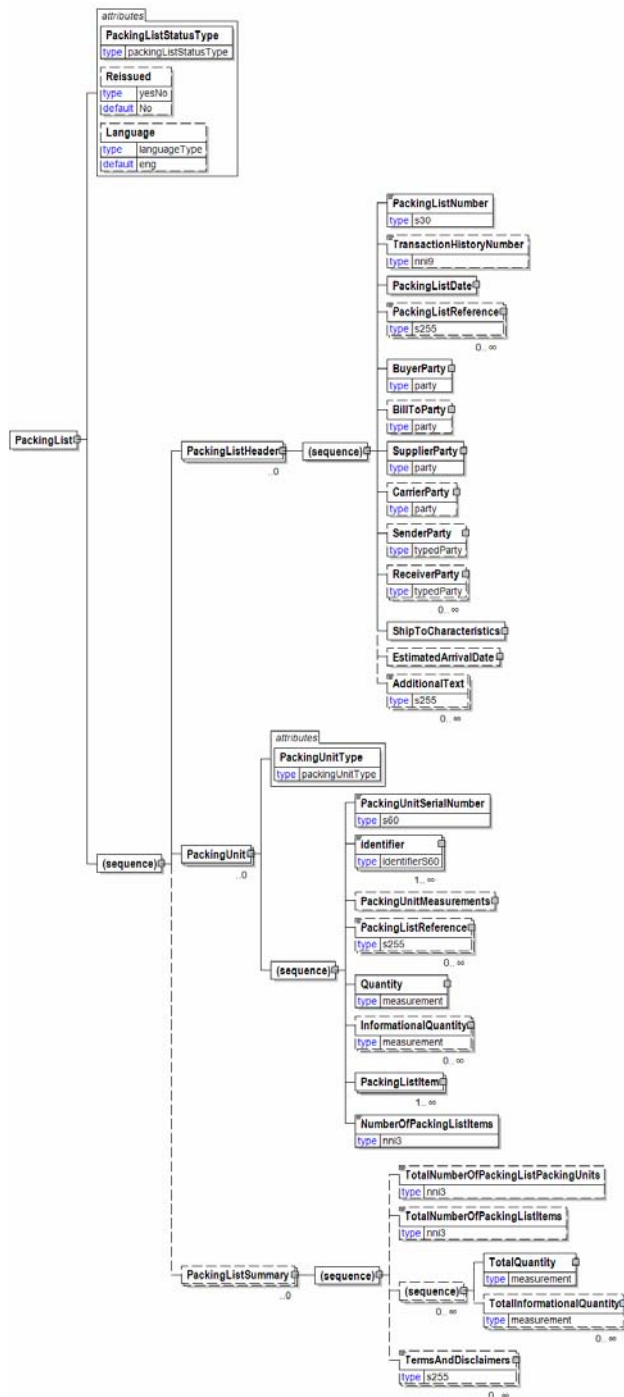 attributes
PackingListStatusType
type packingListStatusType
Reissued
type yesNo
default No
Language
type languageType
default eng
PackingListNumber
type s30
TransactionHistoryNumber
type nni9
PackingListDate
PackingListReference
type s255
0.. ∞
BuyerParty
type party
BillToParty
type party
PackingList
PackingListHeader
..0
(sequence)
SupplierParty
type party
CarrierParty
type party
SenderParty
type typedParty
ReceiverParty
type typedParty
0.. ∞
ShipToCharacteristics
EstimatedArrivalDate
AdditionalText
type s255
0.. ∞
attributes
PackingUnitType
type packingUnitType
PackingUnitSerialNumber
type s60
(sequence)
PackingUnit
..0
Identifier
type identifierS60
1.. ∞
PackingUnitMeasurements
PackingListReference
type s255
0.. ∞
(sequence)
Quantity
type measurement
InformationalQuantity
type measurement
0.. ∞
PackingListItem
1.. ∞
NumberOfPackingListItems
type nni3
TotalNumberOfPackingListPackingUnits
type nni3
TotalNumberOfPackingListItems
type nni3
PackingListSummary
..0
(sequence)
(sequence)
0.. ∞
TotalQuantity
type measurement
TotalInformationalQuantity
type measurement
0.. ∞
TermsAndDisclaimers
type s255
0.. ∞